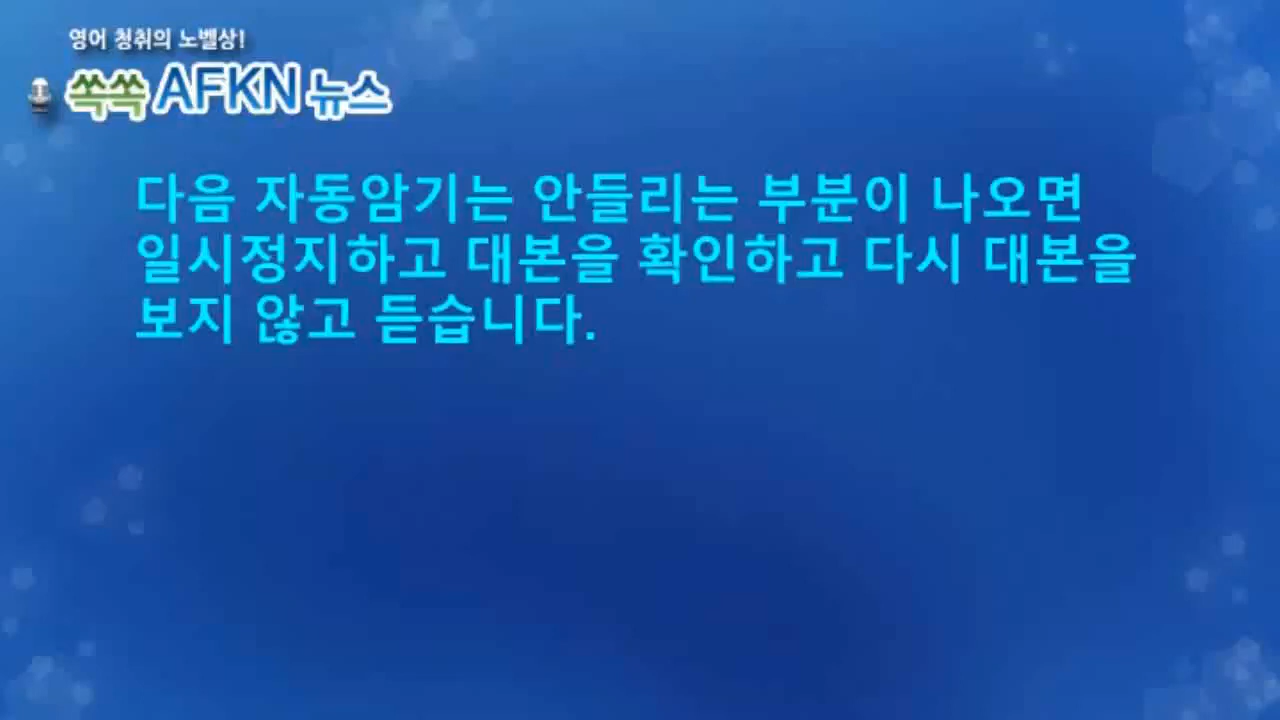 영어 청취의 노벨상!
쏙쏙 AFKN 뉴스
다음 자동암기는 안들리는 부분이 나오면
일시정지하고 대본을 확인하고 다시 대본을
보지 않고 듣습니다.